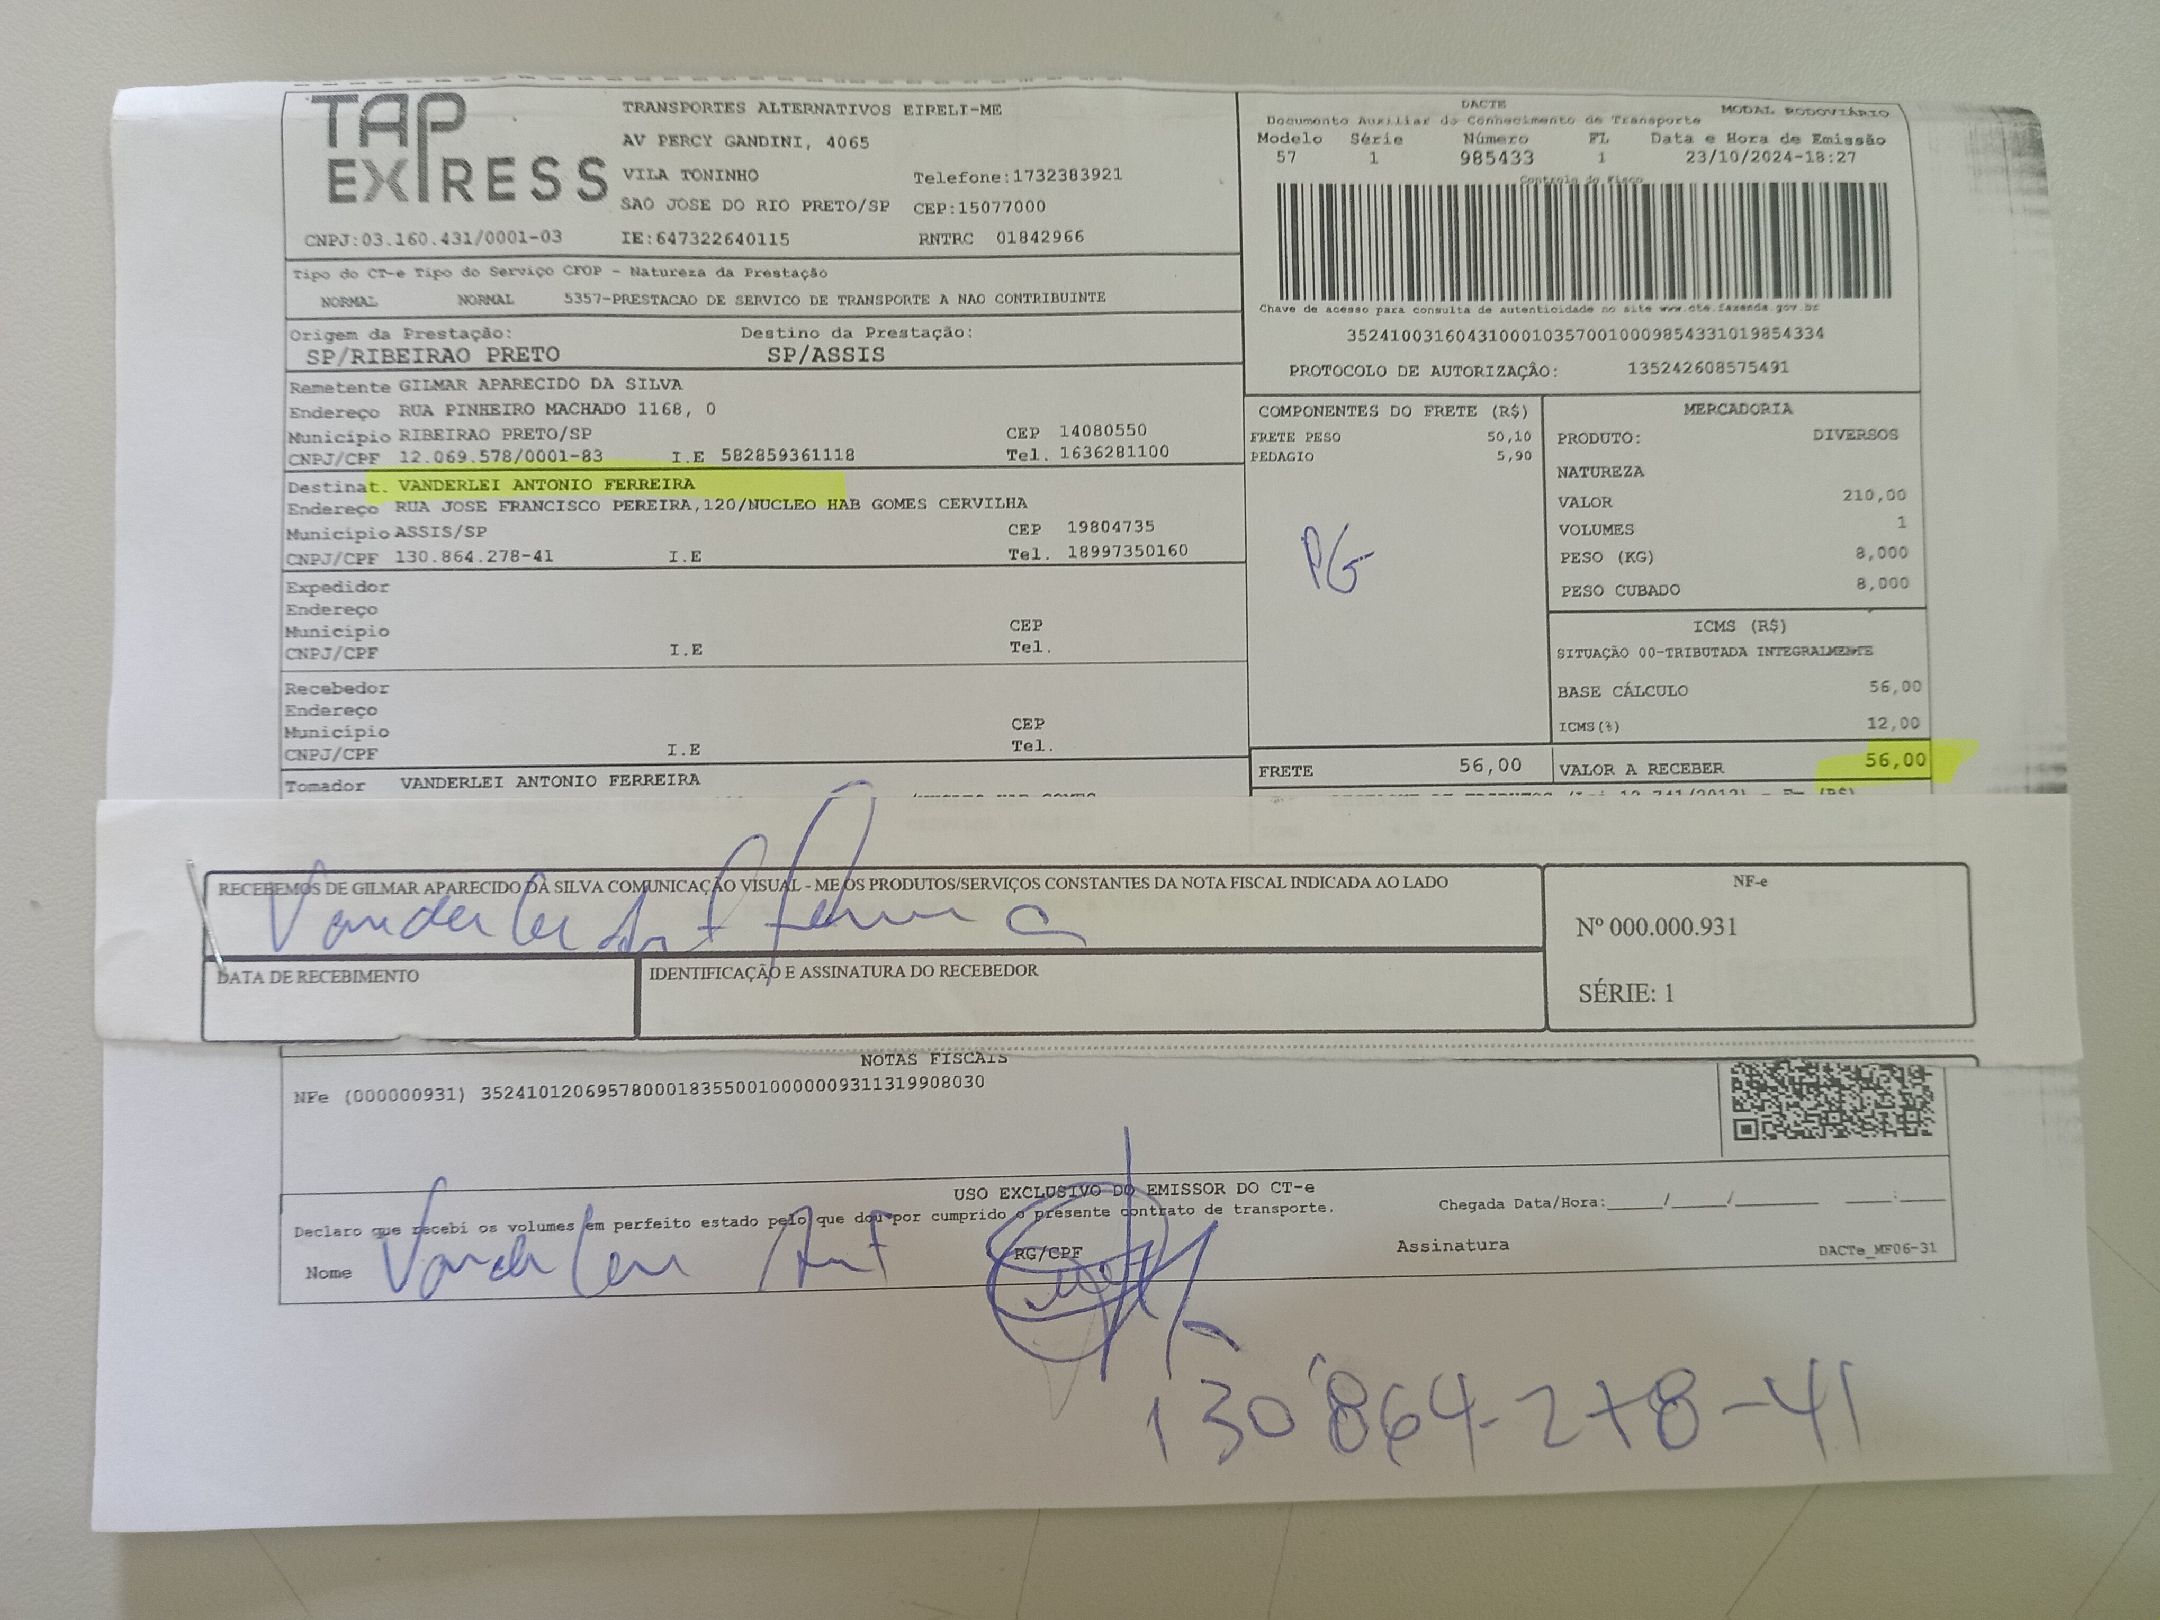 TAP EXPRESS
TRANSPORTES ALTERNATIVOS EIRELI-ME
AV PERCY GANDINI, 4065
VILA TONINHO Telefone:1732383921
SAO JOSE DO RIO PRETO/SP CEP:15077000
CNPJ:03.160.431/0001-03 IE:647322640115 RNTRC 01842966
DACTE MODAL RODOVIÁRIO
Documento Auxiliar do Conhecimento de Transporte
Modelo Série Número FL Data e Hora de Emissão
57 1 985433 1 23/10/2024-18:27
Controle do Fisco
Chave de acesso para consulta de autenticidade no site www.cte.fazenda.gov.br
35241003160431000103570010009854331019854334
PROTOCOLO DE AUTORIZAÇÃO: 135242608575491
Tipo do CT-e Tipo do Serviço CFOP - Natureza da Prestação
NORMAL NORMAL 5357-PRESTACAO DE SERVICO DE TRANSPORTE A NAO CONTRIBUINTE
Origem da Prestação: Destino da Prestação:
SP/RIBEIRAO PRETO SP/ASSIS
Remetente GILMAR APARECIDO DA SILVA
Endereço RUA PINHEIRO MACHADO 1168, 0
Município RIBEIRAO PRETO/SP CEP 14080550
CNPJ/CPF 12.069.578/0001-83 I.E 582859361118 Tel. 1636281100
Destinat. VANDERLEI ANTONIO FERREIRA
Endereço RUA JOSE FRANCISCO PEREIRA,120/NUCLEO HAB GOMES CERVILHA
Município ASSIS/SP CEP 19804735
CNPJ/CPF 130.864.278-41 I.E Tel. 18997350160
Expedidor
Endereço
Município CEP
CNPJ/CPF I.E Tel.
Recebedor
Endereço
Município CEP
CNPJ/CPF I.E Tel.
Tomador VANDERLEI ANTONIO FERREIRA
COMPONENTES DO FRETE (R$)
FRETE PESO 50,10
PEDAGIO 5,90
PG
FRETE 56,00
MERCADORIA
PRODUTO: DIVERSOS
NATUREZA
VALOR 210,00
VOLUMES 1
PESO (KG) 8,000
PESO CUBADO 8,000
ICMS (R$)
SITUAÇÃO 00-TRIBUTADA INTEGRALMENTE
BASE CÁLCULO 56,00
ICMS(%) 12,00
VALOR A RECEBER 56,00
RECEBEMOS DE GILMAR APARECIDO DA SILVA COMUNICAÇÃO VISUAL - ME OS PRODUTOS/SERVIÇOS CONSTANTES DA NOTA FISCAL INDICADA AO LADO
Vanderlei Ant Ferreira
DATA DE RECEBIMENTO IDENTIFICAÇÃO E ASSINATURA DO RECEBEDOR
NF-e
Nº 000.000.931
SÉRIE: 1
NOTAS FISCAIS
NFe (000000931) 35241012069578000183550010000009311319908030
USO EXCLUSIVO DO EMISSOR DO CT-e
Declaro que recebi os volumes em perfeito estado pelo que dou por cumprido o presente contrato de transporte.
Chegada Data/Hora:_____/_____/_______ _____:____
Nome Vanderlei Ant F RG/CPF Assinatura DACTe_MF06-31
130.864-278-41